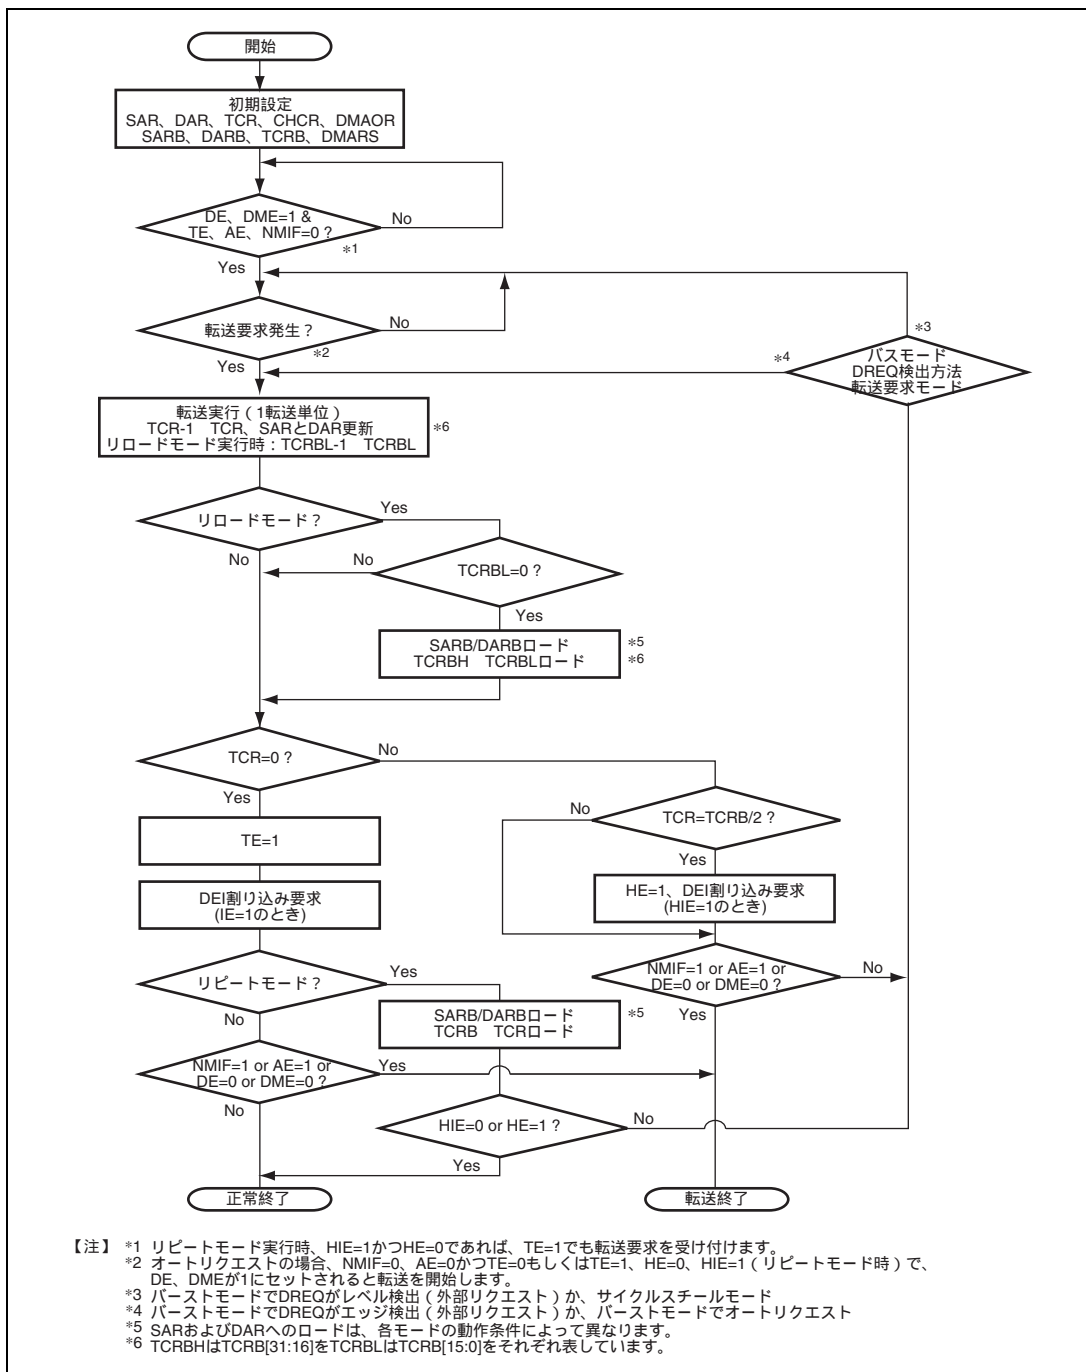 開始
初期設定
SAR、DAR、TCR、CHCR、DMAOR
SARB、DARB、TCRB、DMARS
DE、DME=1 &
TE、AE、NMIF=0 ?
No
*1
Yes
転送要求発生 ?
No
*2
Yes
*3
*4
バスモード
DREQ検出方法
転送要求モード
転送実行（1転送単位）
TCR-1 TCR、SARとDAR更新
リロードモード実行時：TCRBL-1 TCRBL
*6
リロードモード ?
Yes
No
TCRBL=0 ?
No
Yes
SARB/DARBロード
TCRBH TCRBLロード
*5
*6
TCR=0 ?
No
Yes
TCR=TCRB/2 ?
No
Yes
TE=1
HE=1、DEI割り込み要求
(HIE=1のとき)
DEI割り込み要求
(IE=1のとき)
NMIF=1 or AE=1 or
DE=0 or DME=0 ?
No
Yes
リピートモード ?
Yes
No
SARB/DARBロード
TCRB TCRロード
*5
NMIF=1 or AE=1 or
DE=0 or DME=0 ?
Yes
No
HIE=0 or HE=1 ?
No
Yes
正常終了
転送終了
【注】 *1 リピートモード実行時、HIE=1かつHE=0であれば、TE=1でも転送要求を受け付けます。
*2 オートリクエストの場合、NMIF=0、AE=0かつTE=0もしくはTE=1、HE=0、HIE=1（リピートモード時）で、
DE、DMEが1にセットされると転送を開始します。
*3 バーストモードでDREQがレベル検出（外部リクエスト）か、サイクルスチールモード
*4 バーストモードでDREQがエッジ検出（外部リクエスト）か、バーストモードでオートリクエスト
*5 SARおよびDARへのロードは、各モードの動作条件によって異なります。
*6 TCRBHはTCRB[31:16]をTCRBLはTCRB[15:0]をそれぞれ表しています。